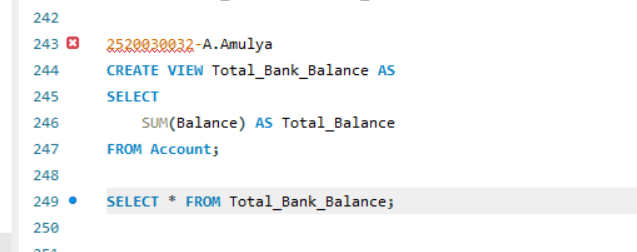 242
243 2520030032-A.Amulya
244 CREATE VIEW Total_Bank_Balance AS
245 SELECT
246 SUM(Balance) AS Total_Balance
247 FROM Account;
248
249 SELECT * FROM Total_Bank_Balance;
250